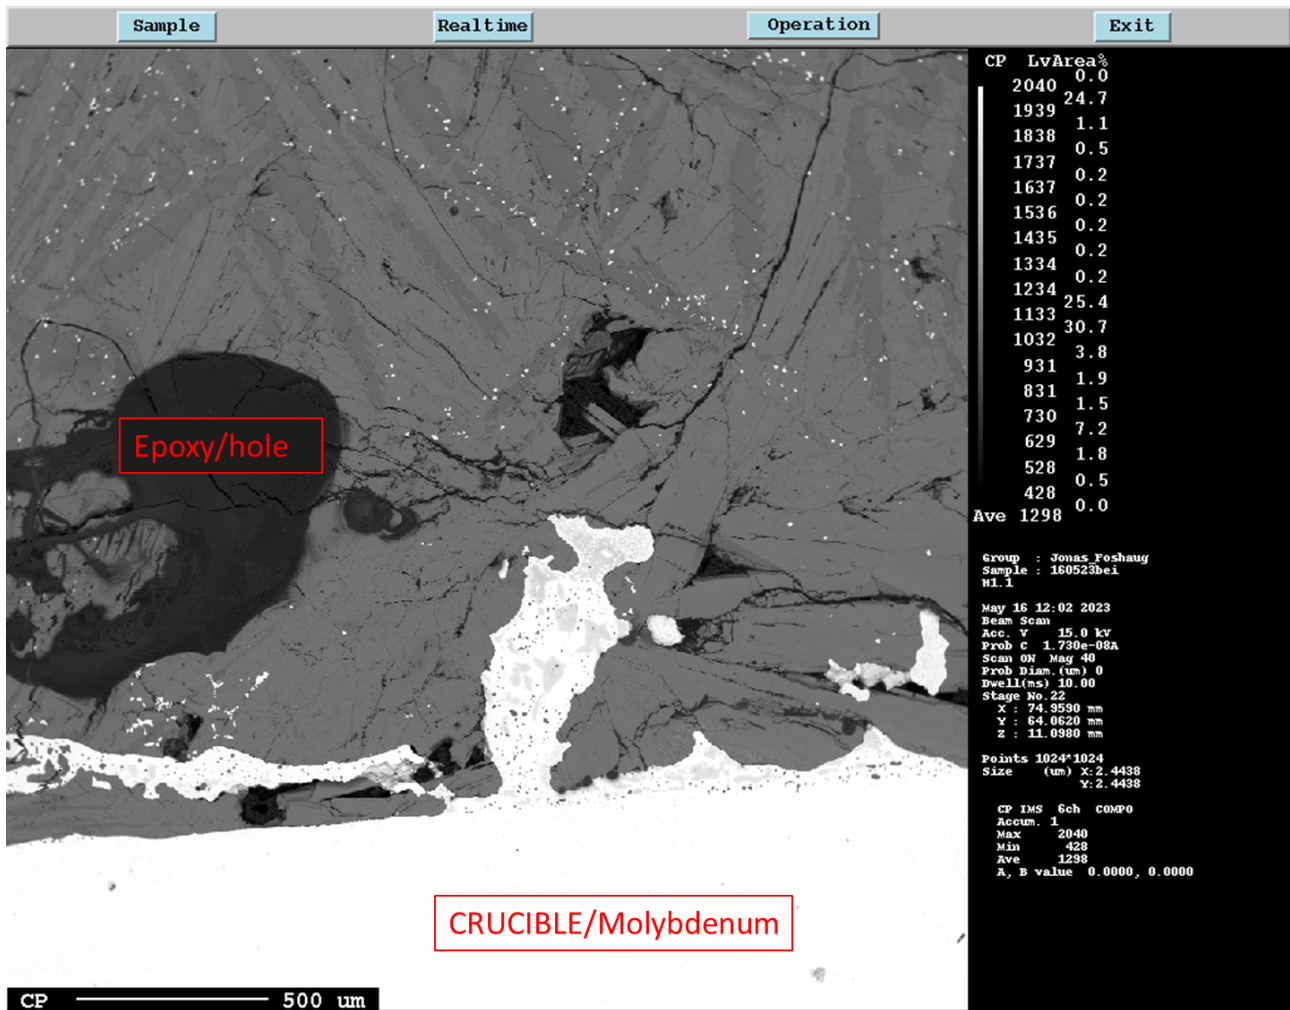 Sample Realtime Operation Exit
CP LvArea%
0.0
2040
24.7
1939
1.1
1838
0.5
1737
0.2
1637
0.2
1536
0.2
1435
0.2
1334
0.2
1234
25.4
1133
30.7
1032
3.8
931
1.9
831
1.5
730
7.2
629
1.8
528
0.5
428
0.0
Ave 1298
Epoxy/hole
Group : Jonas_Foshaug
Sample : 160523bei
M1.1
May 16 12:02 2023
Beam Scan
Acc. V 15.0 kV
Prob C 1.730e-08A
Scan ON Mag 40
Prob Diam.(um) 0
Dwell(ms) 10.00
Stage No.22
X : 74.9590 mm
Y : 64.0620 mm
Z : 11.0980 mm
Points 1024*1024
Size (um) X:2.4438
Y:2.4438
CP IMS 6ch COMPO
Accum. 1
Max 2040
Min 428
Ave 1298
A, B value 0.0000, 0.0000
CRUCIBLE/Molybdenum
CP 500 um